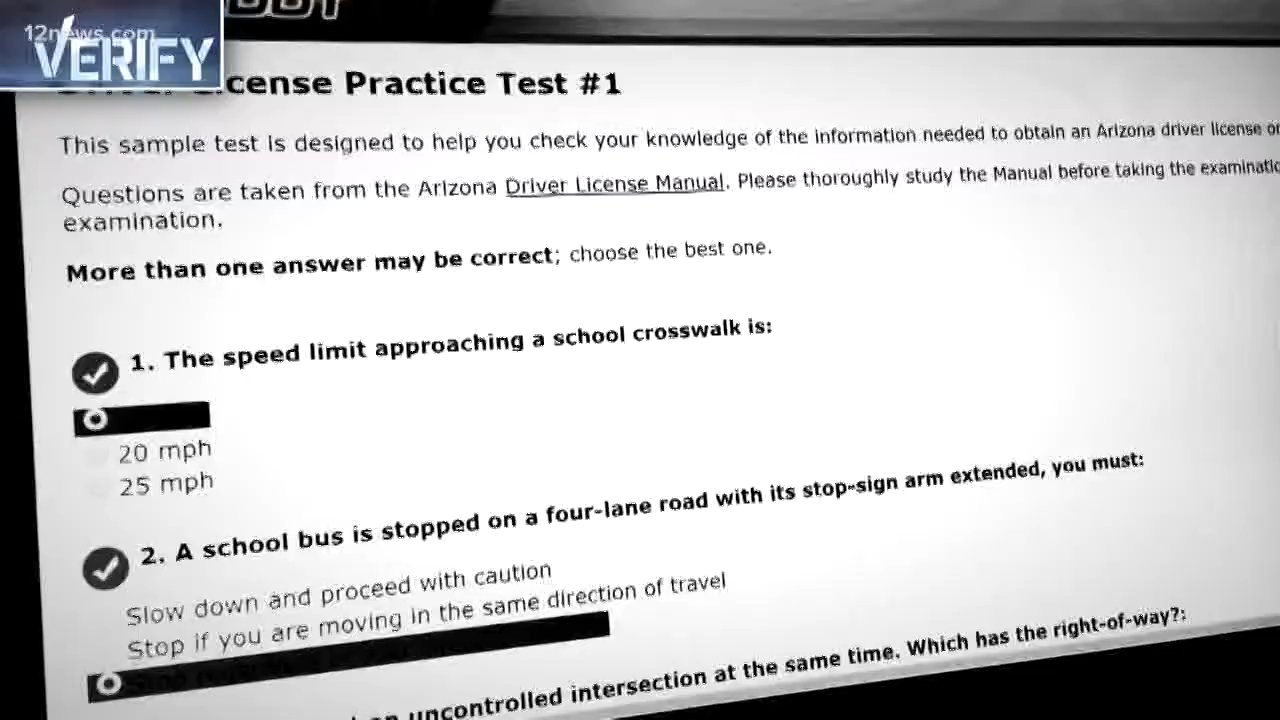 12news.com
VERIFY
License Practice Test #1
This sample test is designed to help you check your knowledge of the information needed to obtain an Arizona driver license
Questions are taken from the Arizona Driver License Manual. Please thoroughly study the Manual before taking the
examination.
More than one answer may be correct; choose the best one.
1. The speed limit approaching a school crosswalk is:
20 mph
25 mph
2. A school bus is stopped on a four-lane road with its stop-sign arm extended, you must:
Slow down and proceed with caution
Stop if you are moving in the same direction of travel
uncontrolled intersection at the same time. Which has the right-of-way?: